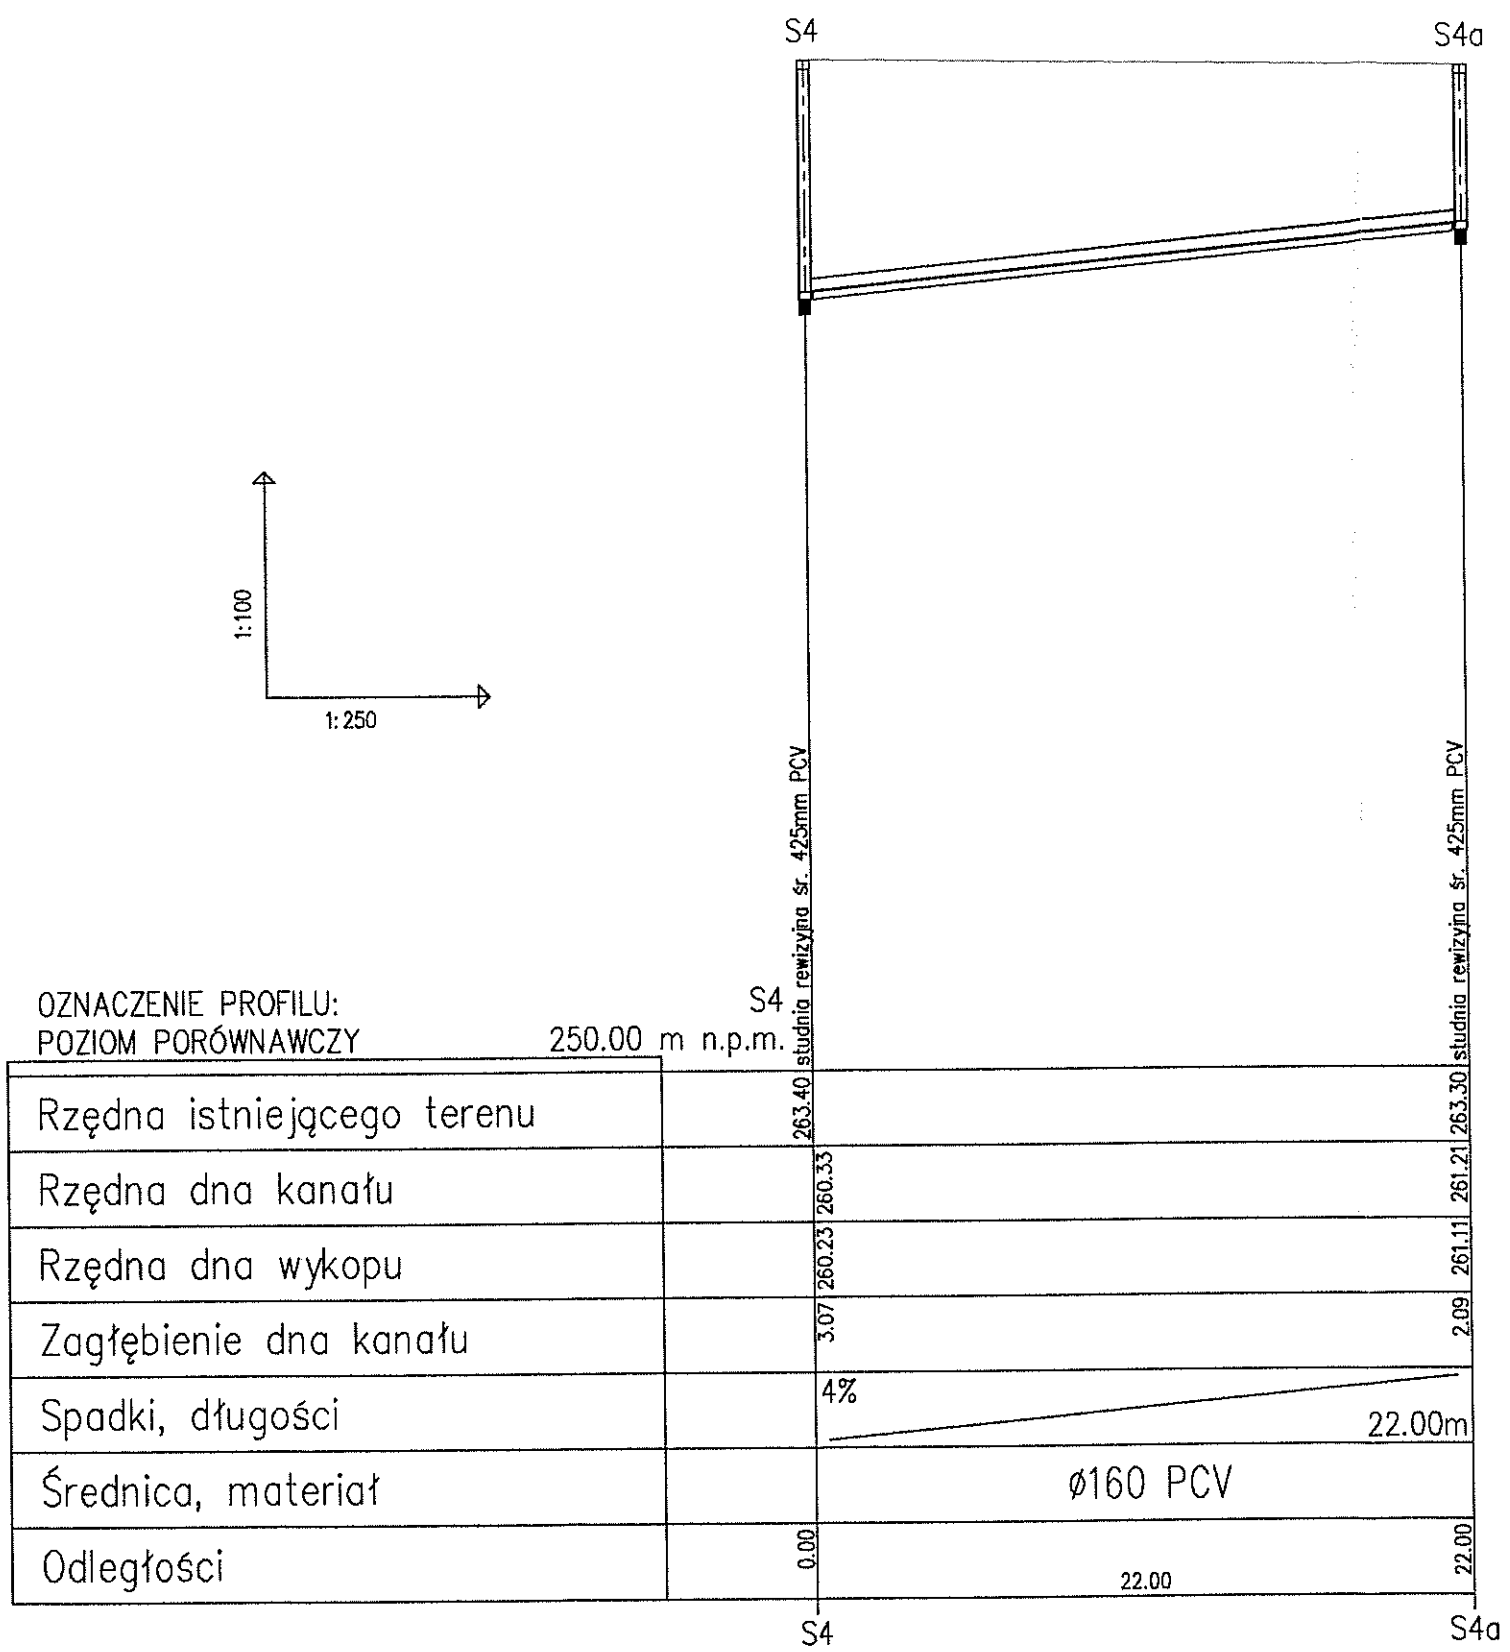 S4
S4a
1:100
1:250
studnia rewizyjna śr. 425mm PCV
studnia rewizyjna śr. 425mm PCV
OZNACZENIE PROFILU: S4
POZIOM PORÓWNAWCZY 250.00 m n.p.m.
Rzędna istniejącego terenu 263.40 263.30
Rzędna dna kanału 260.33 261.21
Rzędna dna wykopu 260.23 261.11
Zagłębienie dna kanału 3.07 2.09
Spadki, długości 4% 22.00m
Średnica, materiał ø160 PCV
Odległości 0.00 22.00 22.00
S4 S4a